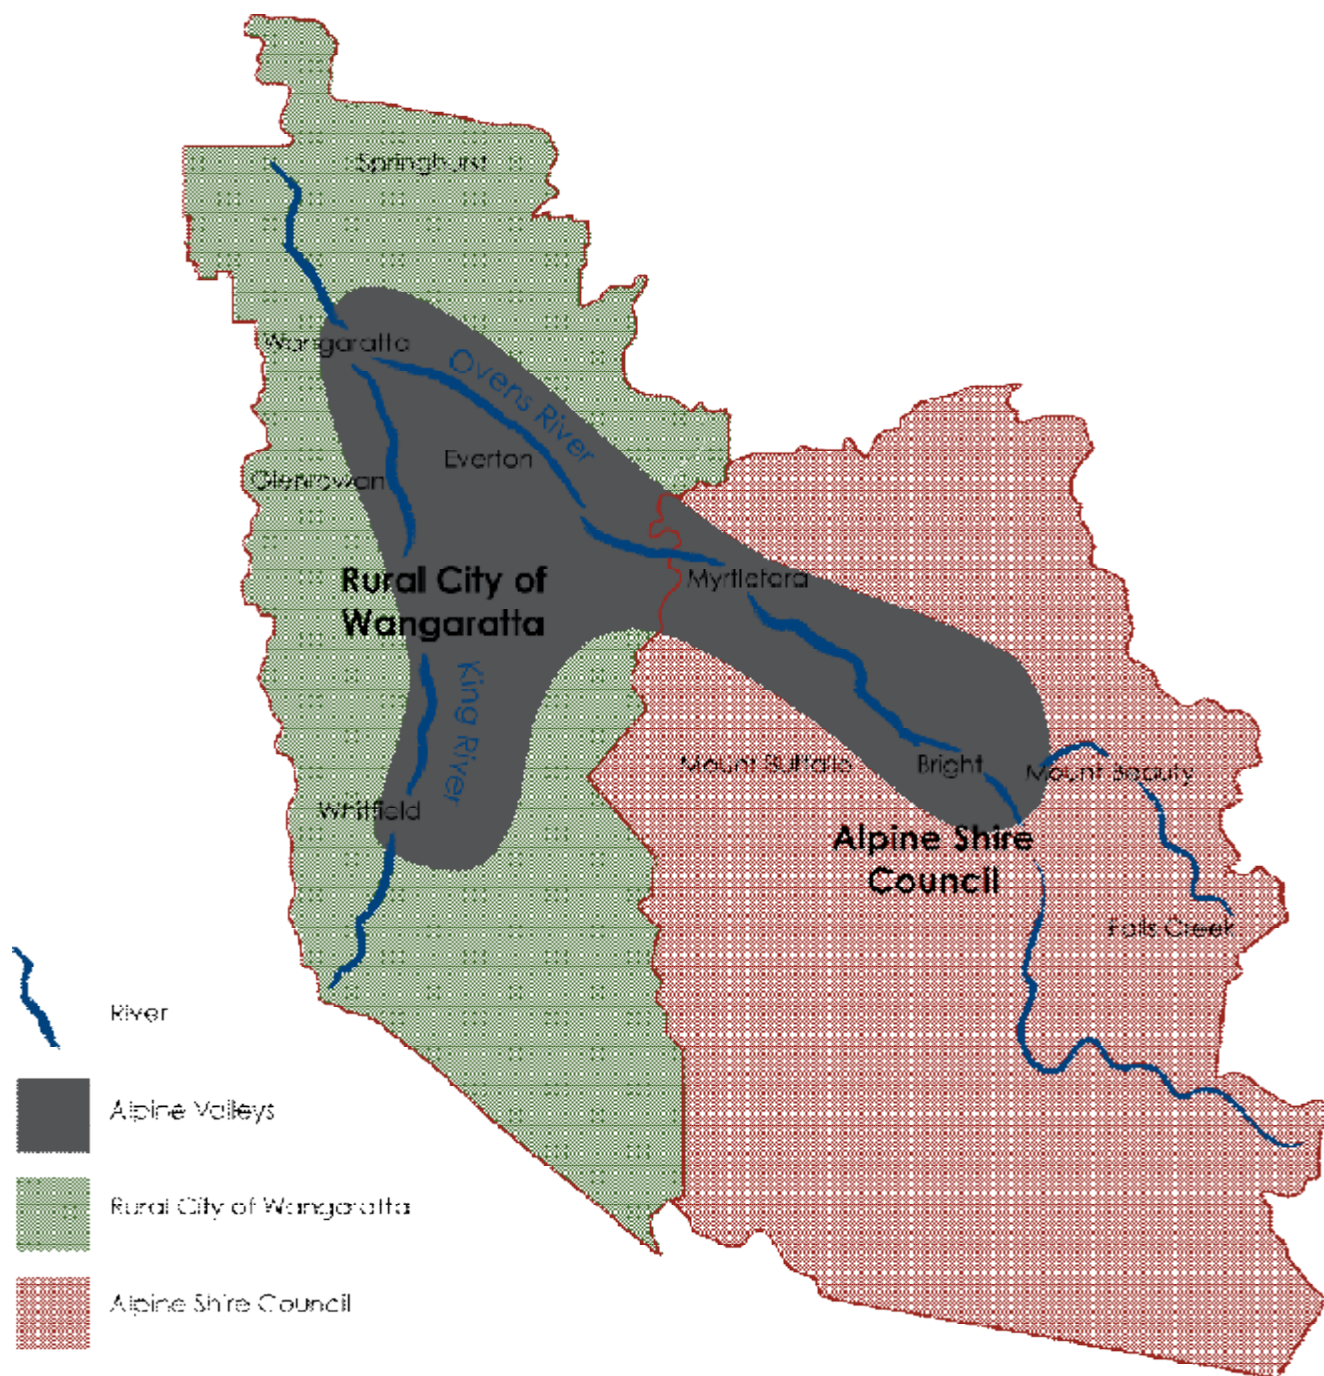 Springhurst
Wangaratta
Ovens River
Everton
Glenrowan
Rural City of
Wangaratta
Myrtleford
King River
Mount Buffalo
Bright
Mount Beauty
Whitfield
Alpine Shire
Council
Falls Creek
River
Alpine Valleys
Rural City of Wangaratta
Alpine Shire Council